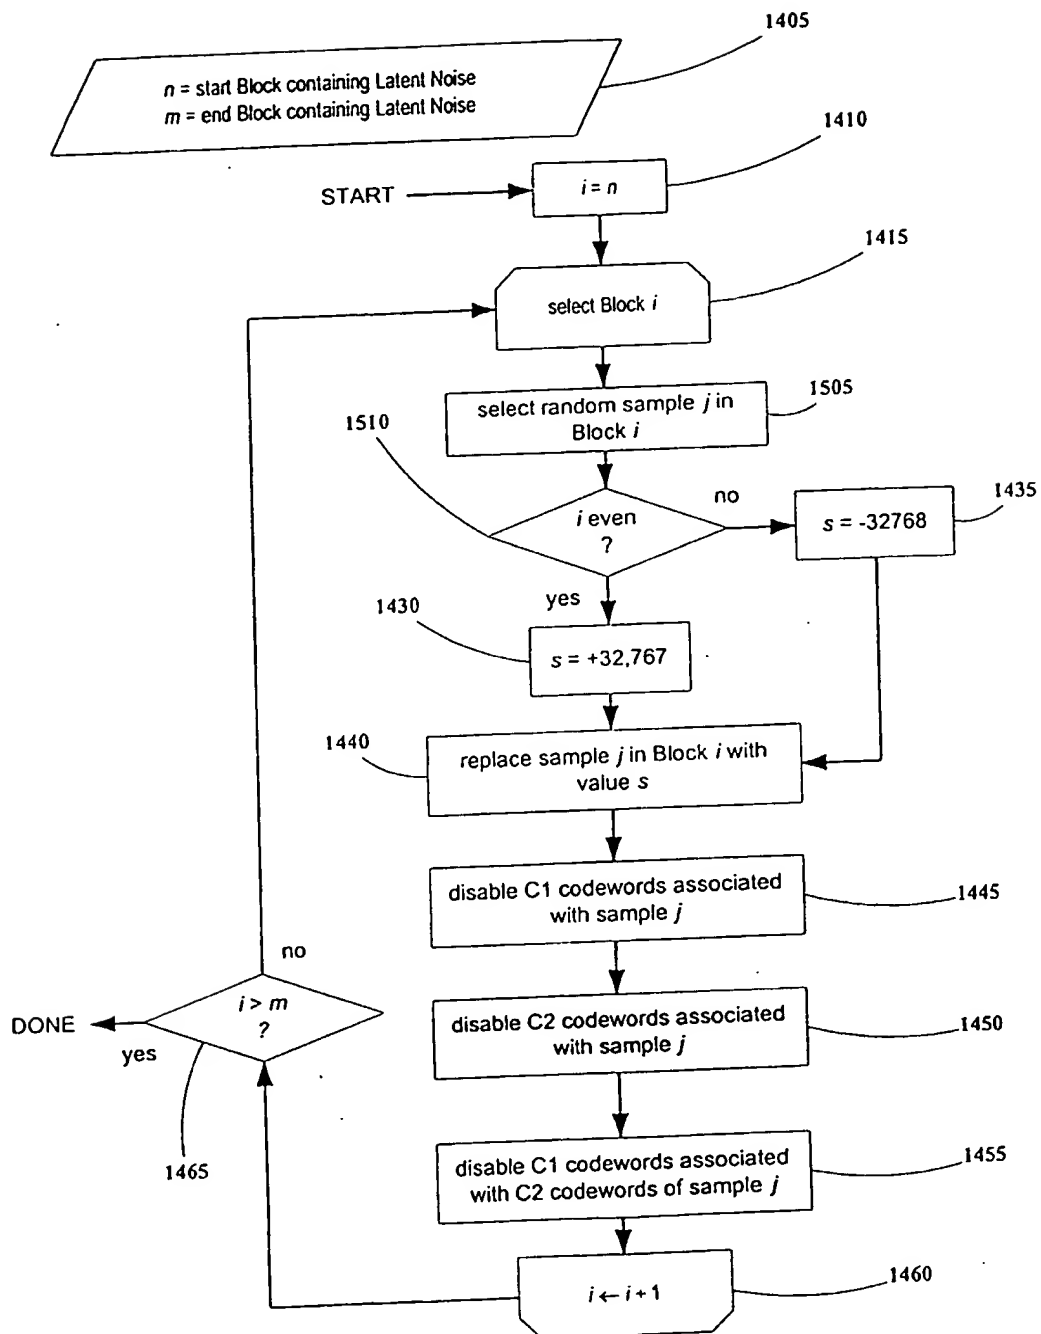 1405
n = start Block containing Latent Noise
m = end Block containing Latent Noise
1410
START
i = n
1415
select Block i
1505
select random sample j in
Block i
1510
no
1435
i even
?
s = -32768
yes
1430
s = +32,767
1440
replace sample j in Block i with
value s
disable C1 codewords associated
with sample j
1445
no
i > m
?
DONE
yes
disable C2 codewords associated
with sample j
1450
1465
disable C1 codewords associated
with C2 codewords of sample j
1455
i ← i + 1
1460